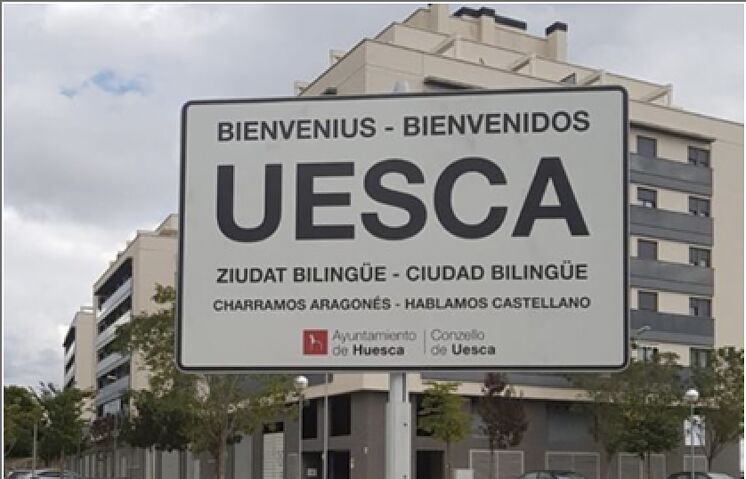 BIENVENIUS - BIENVENIDOS
UESCA
ZIUDAT BILINGÜE - CIUDAD BILINGÜE
CHARRAMOS ARAGONÉS - HABLAMOS CASTELLANO
Ayuntamiento de Huesca
Conzello de Uesca